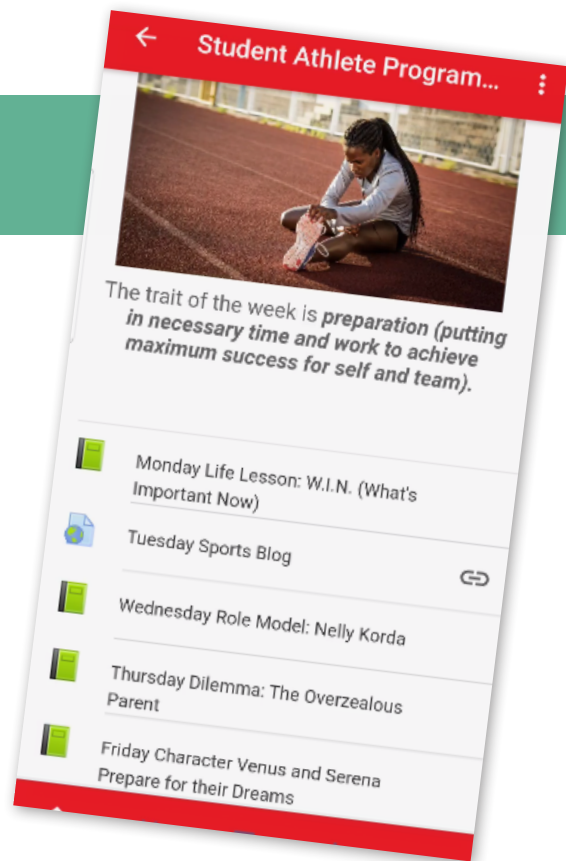 Student Athlete Program...
The trait of the week is preparation (putting
in necessary time and work to achieve
maximum success for self and team).
Monday Life Lesson: W.I.N. (What's
Important Now)
Tuesday Sports Blog
Wednesday Role Model: Nelly Korda
Thursday Dilemma: The Overzealous
Parent
Friday Character Venus and Serena
Prepare for their Dreams